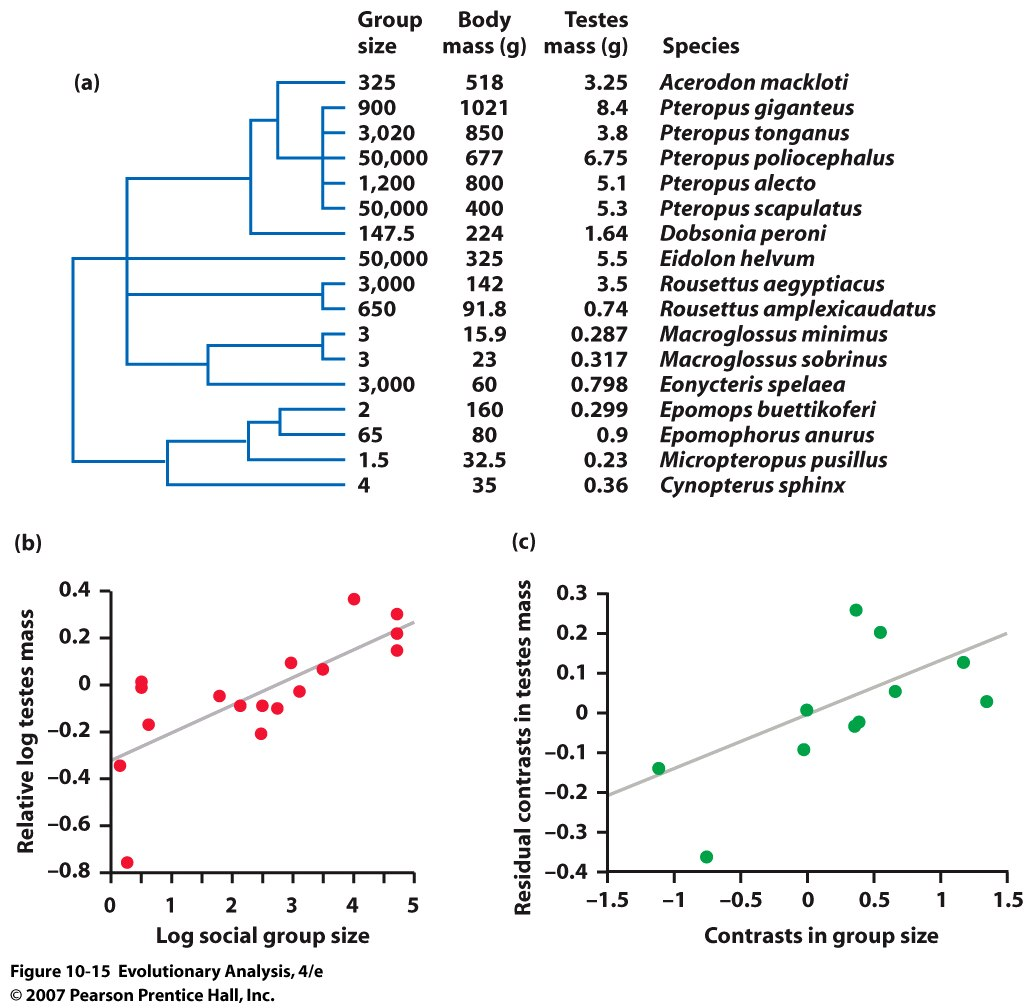 Group Body Testes
size mass (g) mass (g) Species
(a)
325 518 3.25 Acerodon mackloti
900 1021 8.4 Pteropus giganteus
3,020 850 3.8 Pteropus tonganus
50,000 677 6.75 Pteropus poliocephalus
1,200 800 5.1 Pteropus alecto
50,000 400 5.3 Pteropus scapulatus
147.5 224 1.64 Dobsonia peroni
50,000 325 5.5 Eidolon helvum
3,000 142 3.5 Rousettus aegyptiacus
650 91.8 0.74 Rousettus amplexicaudatus
3 15.9 0.287 Macroglossus minimus
3 23 0.317 Macroglossus sobrinus
3,000 60 0.798 Eonycteris spelaea
2 160 0.299 Epomops buettikoferi
65 80 0.9 Epomophorus anurus
1.5 32.5 0.23 Micropteropus pusillus
4 35 0.36 Cynopterus sphinx
(b)
Relative log testes mass
0.4
0.2
0
–0.2
–0.4
–0.6
–0.8
0 1 2 3 4 5
Log social group size
(c)
Residual contrasts in testes mass
0.3
0.2
0.1
0
–0.1
–0.2
–0.3
–0.4
–1.5 –1 –0.5 0 0.5 1 1.5
Contrasts in group size
Figure 10-15 Evolutionary Analysis, 4/e
© 2007 Pearson Prentice Hall, Inc.